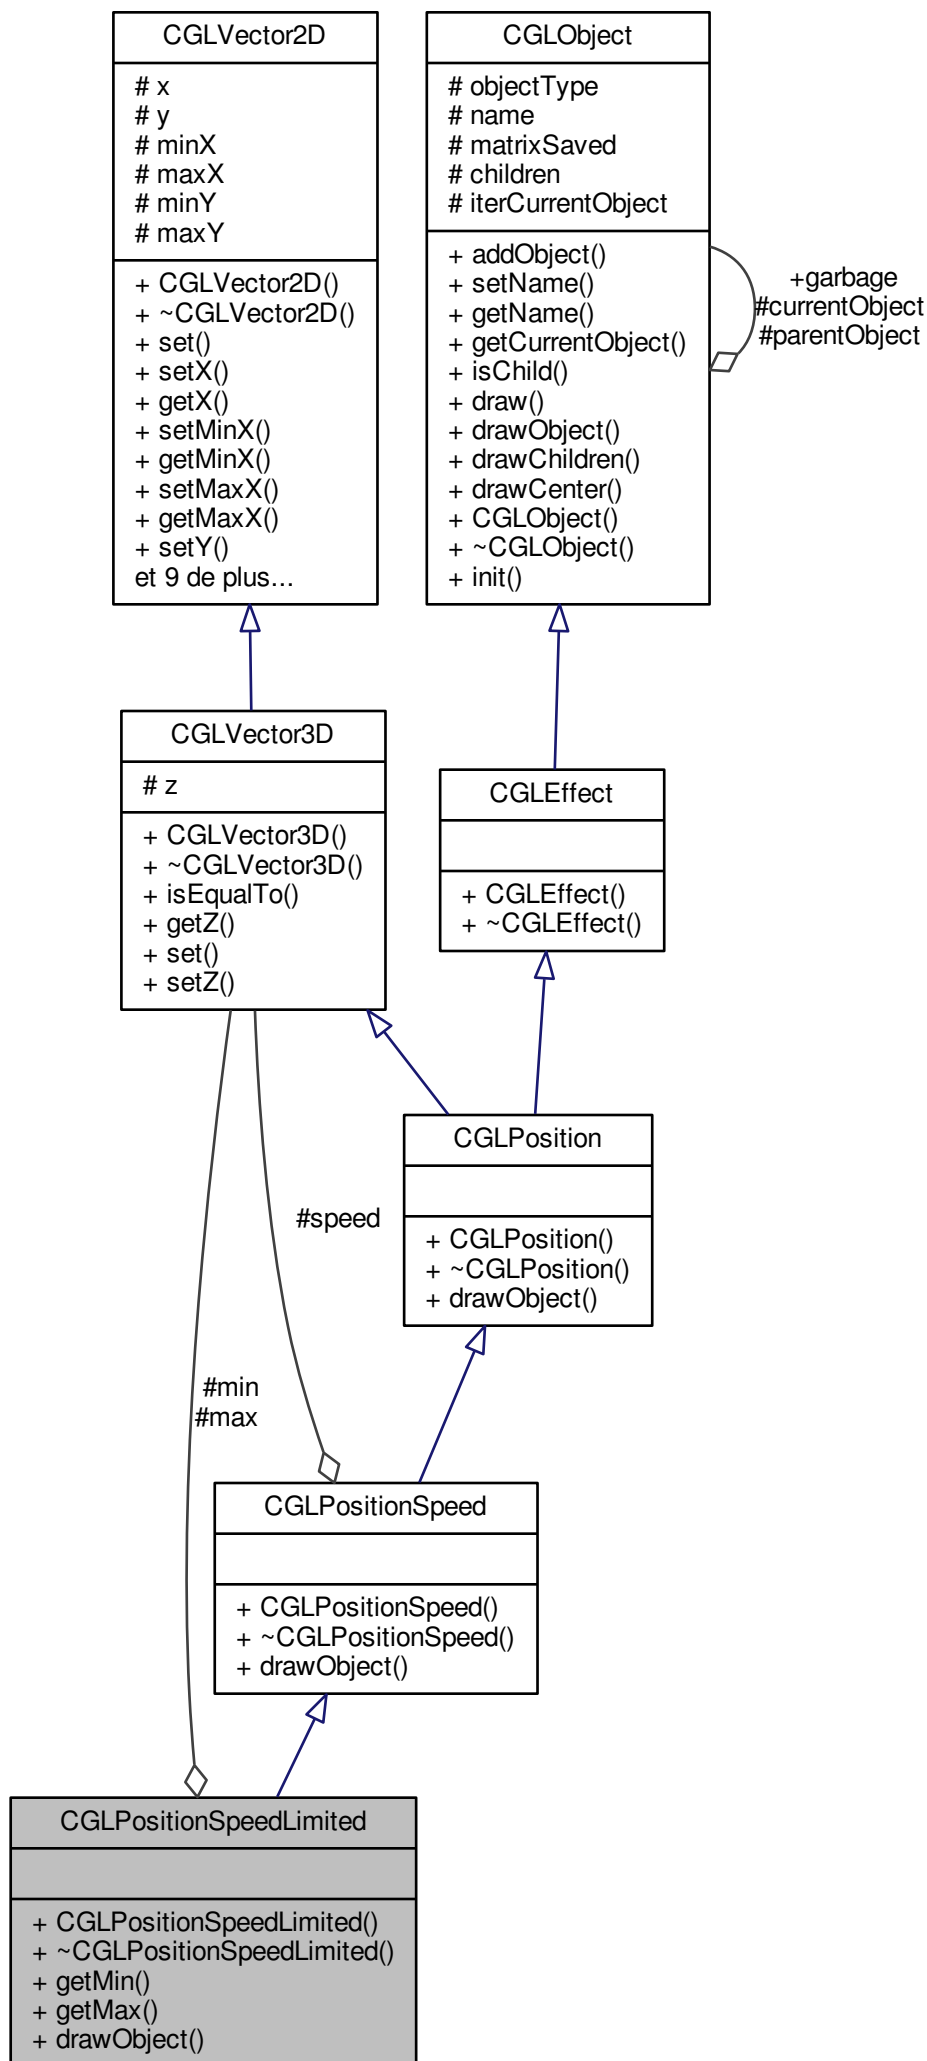 CGLVector2D
# x
# y
# minX
# maxX
# minY
# maxY
+ CGLVector2D()
+ ~CGLVector2D()
+ set()
+ setX()
+ getX()
+ setMinX()
+ getMinX()
+ setMaxX()
+ getMaxX()
+ setY()
et 9 de plus...
CGLObject
# objectType
# name
# matrixSaved
# children
# iterCurrentObject
+ addObject()
+ setName()
+ getName()
+ getCurrentObject()
+ isChild()
+ draw()
+ drawObject()
+ drawChildren()
+ drawCenter()
+ CGLObject()
+ ~CGLObject()
+ init()
+garbage
#currentObject
#parentObject
CGLVector3D
# z
+ CGLVector3D()
+ ~CGLVector3D()
+ isEqualTo()
+ getZ()
+ set()
+ setZ()
CGLEffect
+ CGLEffect()
+ ~CGLEffect()
CGLPosition
+ CGLPosition()
+ ~CGLPosition()
+ drawObject()
#speed
#min
#max
CGLPositionSpeed
+ CGLPositionSpeed()
+ ~CGLPositionSpeed()
+ drawObject()
CGLPositionSpeedLimited
+ CGLPositionSpeedLimited()
+ ~CGLPositionSpeedLimited()
+ getMin()
+ getMax()
+ drawObject()